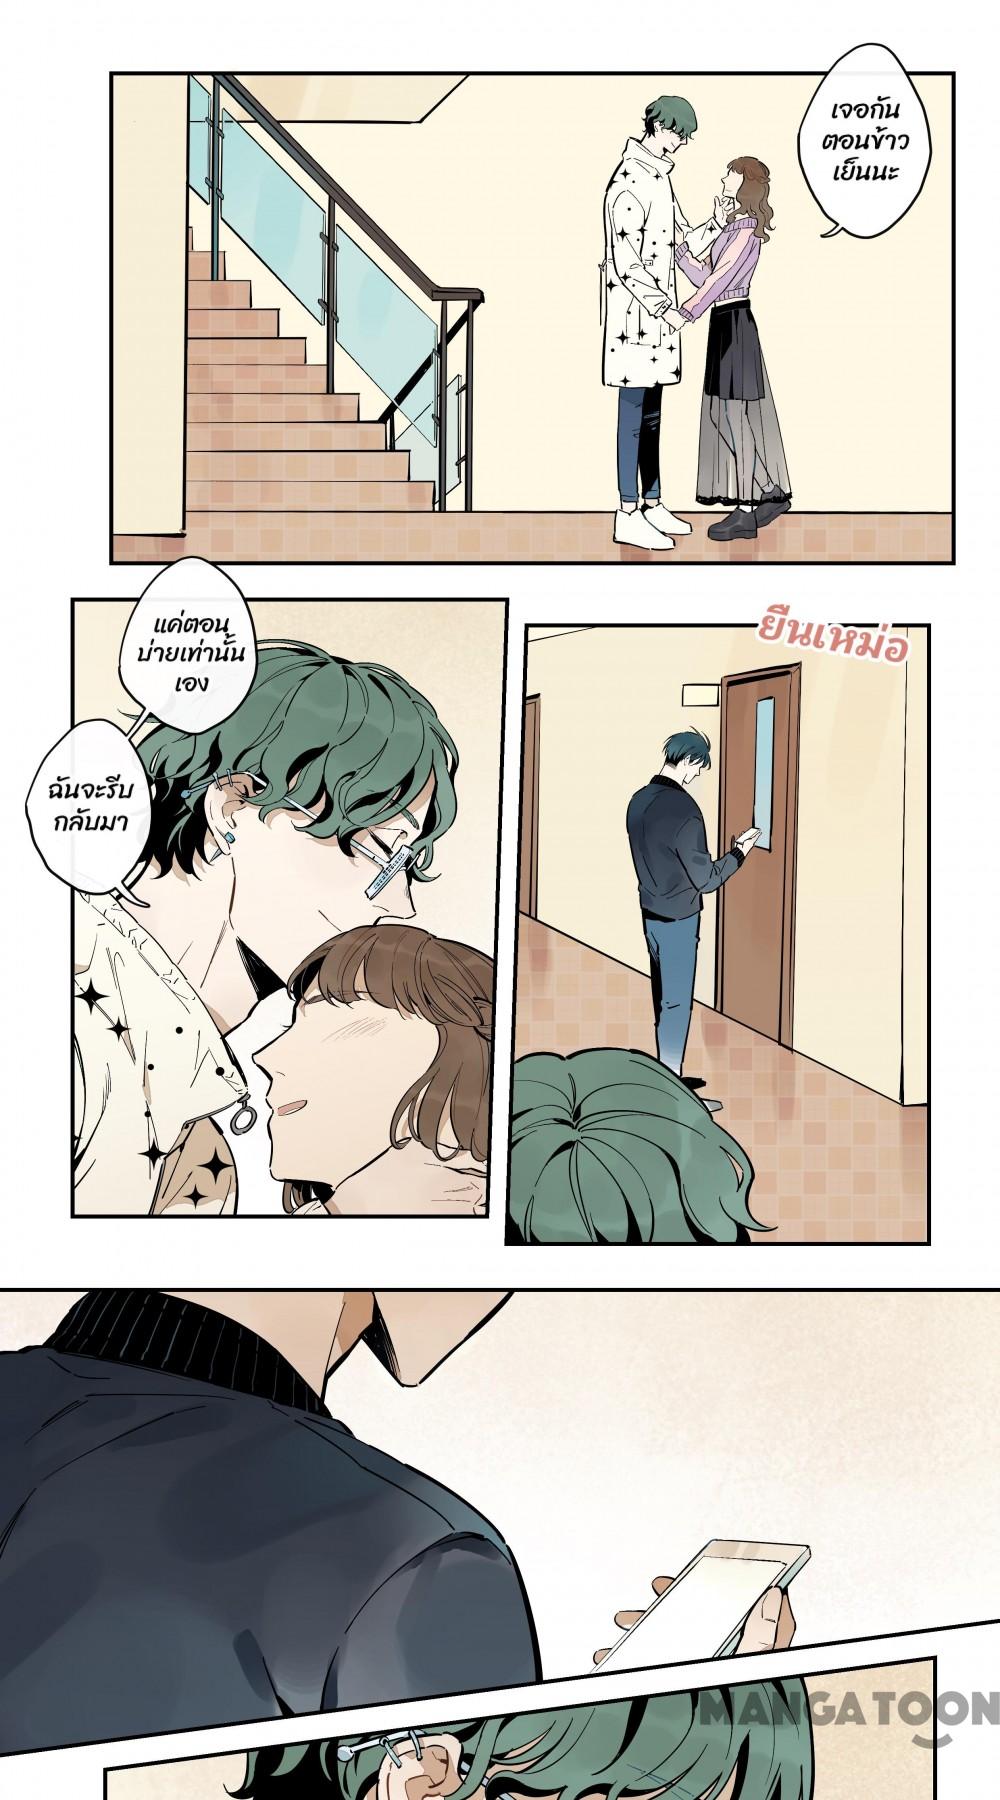 เจอกัน
ตอนข้าว
เย็นนะ
แค่ตอน
บ่ายเท่านั้น
เอง
ฉันจะรีบ
กลับมา
ยืนเหม่อ
MANGATOON